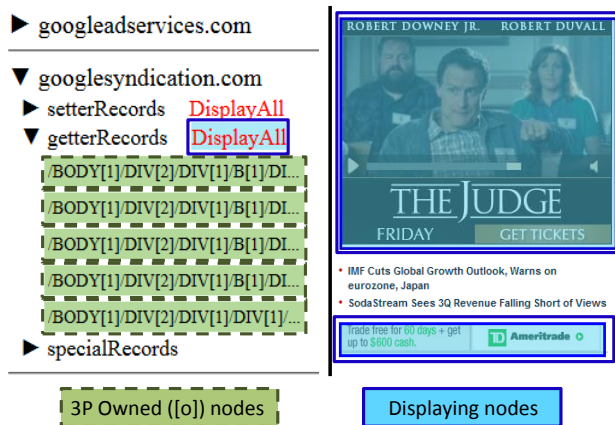 ▶ googleadservices.com
▼ googlesyndication.com
▶ setterRecords DisplayAll
▼ getterRecords DisplayAll
/BODY[1]/DIV[2]/DIV[1]/B[1]/DI...
/BODY[1]/DIV[2]/DIV[1]/B[1]/DI...
/BODY[1]/DIV[2]/DIV[1]/B[1]/DI...
/BODY[1]/DIV[2]/DIV[1]/B[1]/DI...
/BODY[1]/DIV[2]/DIV[1]/DIV[1]/...
▶ specialRecords
ROBERT DOWNEY JR. ROBERT DUVALL
THE JUDGE
FRIDAY GET TICKETS
• IMF Cuts Global Growth Outlook, Warns on
eurozone, Japan
• SodaStream Sees 3Q Revenue Falling Short of Views
Trade free for 60 days + get
up to $600 cash.
TD Ameritrade
3P Owned ([o]) nodes
Displaying nodes